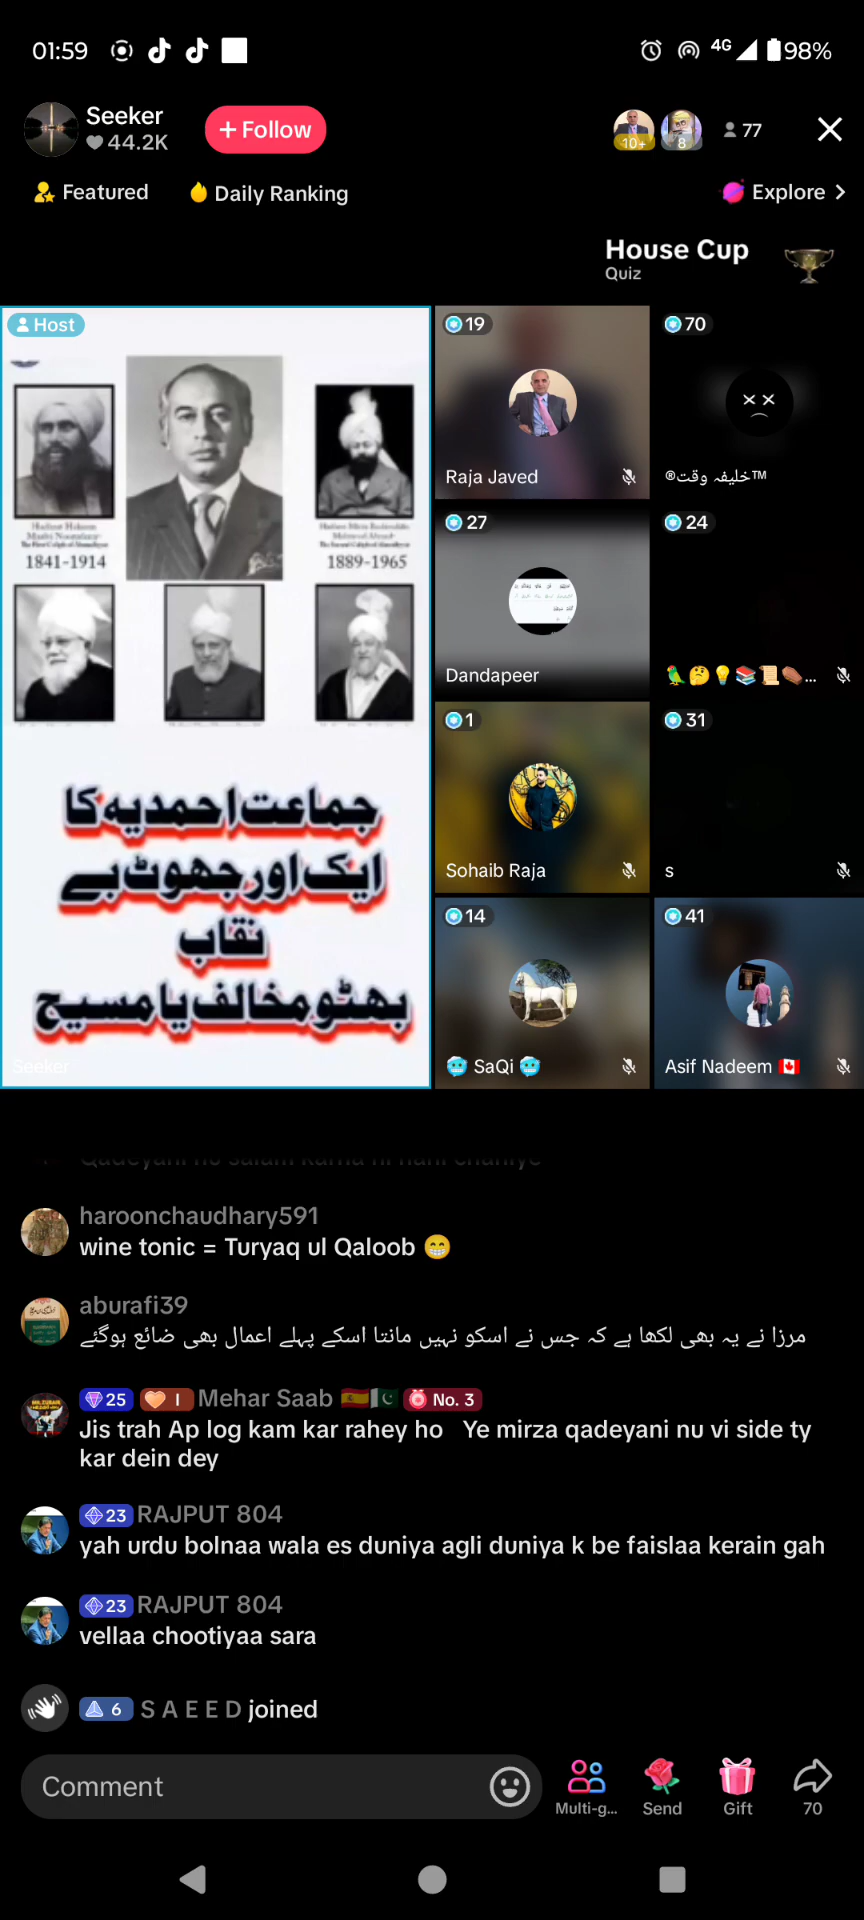 01:59
4G 98%
Seeker
44.2K
+ Follow
10+
8
77
Featured
Daily Ranking
Explore >
House Cup
Quiz
Host
1841-1914
1889-1965
جماعت احمدیہ کا
ایک اور جھوٹ بے
نقاب
بھٹو مخالف یا مسیح
Seeker
19
Raja Javed
70
®خلیفہ وقت™
27
Dandapeer
24
🦜🤔💡📚📜⚰️...
1
Sohaib Raja
31
s
14
🥶 SaQi 🥶
41
Asif Nadeem 🇨🇦
haroonchaudhary591
wine tonic = Turyaq ul Qaloob 😁
aburafi39
مرزا نے یہ بھی لکھا ہے کہ جس نے اسکو نہیں مانتا اسکے پہلے اعمال بھی ضائع ہوگئے
25 I Mehar Saab 🇪🇸🇵🇰 No. 3
Jis trah Ap log kam kar rahey ho Ye mirza qadeyani nu vi side ty
kar dein dey
23 RAJPUT 804
yah urdu bolnaa wala es duniya agli duniya k be faislaa kerain gah
23 RAJPUT 804
vellaa chootiyaa sara
6 S A E E D joined
Comment
Multi-g...
Send
Gift
70